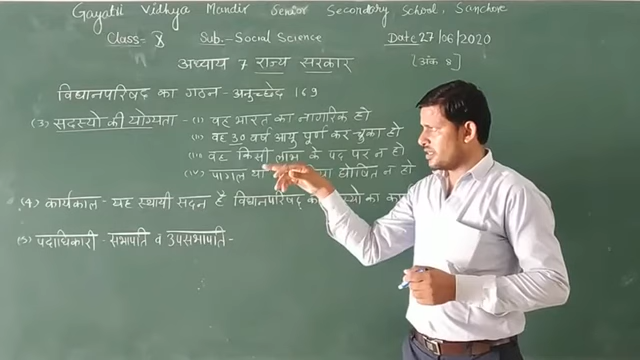 Gayatri Vidhya Mandir Senior Secondary School, Sanchore
Class- 8 Sub.- Social Science Date 27/06/2020
अध्याय 7 राज्य सरकार [अंक 8]
विधानपरिषद् का गठन - अनुच्छेद 169
(3) सदस्यो की योग्यता - (I) वह भारत का नागरिक हो
(II) वह 30 वर्ष आयु पूर्ण कर चुका हो
(III) वह किसी लाभ के पद पर न हो
(IV) पागल या घोषित न हो
(4) कार्यकाल - यह स्थायी सदन है विधानपरिषद् का
(5) पदाधिकारी - सभापति व उपसभापति -